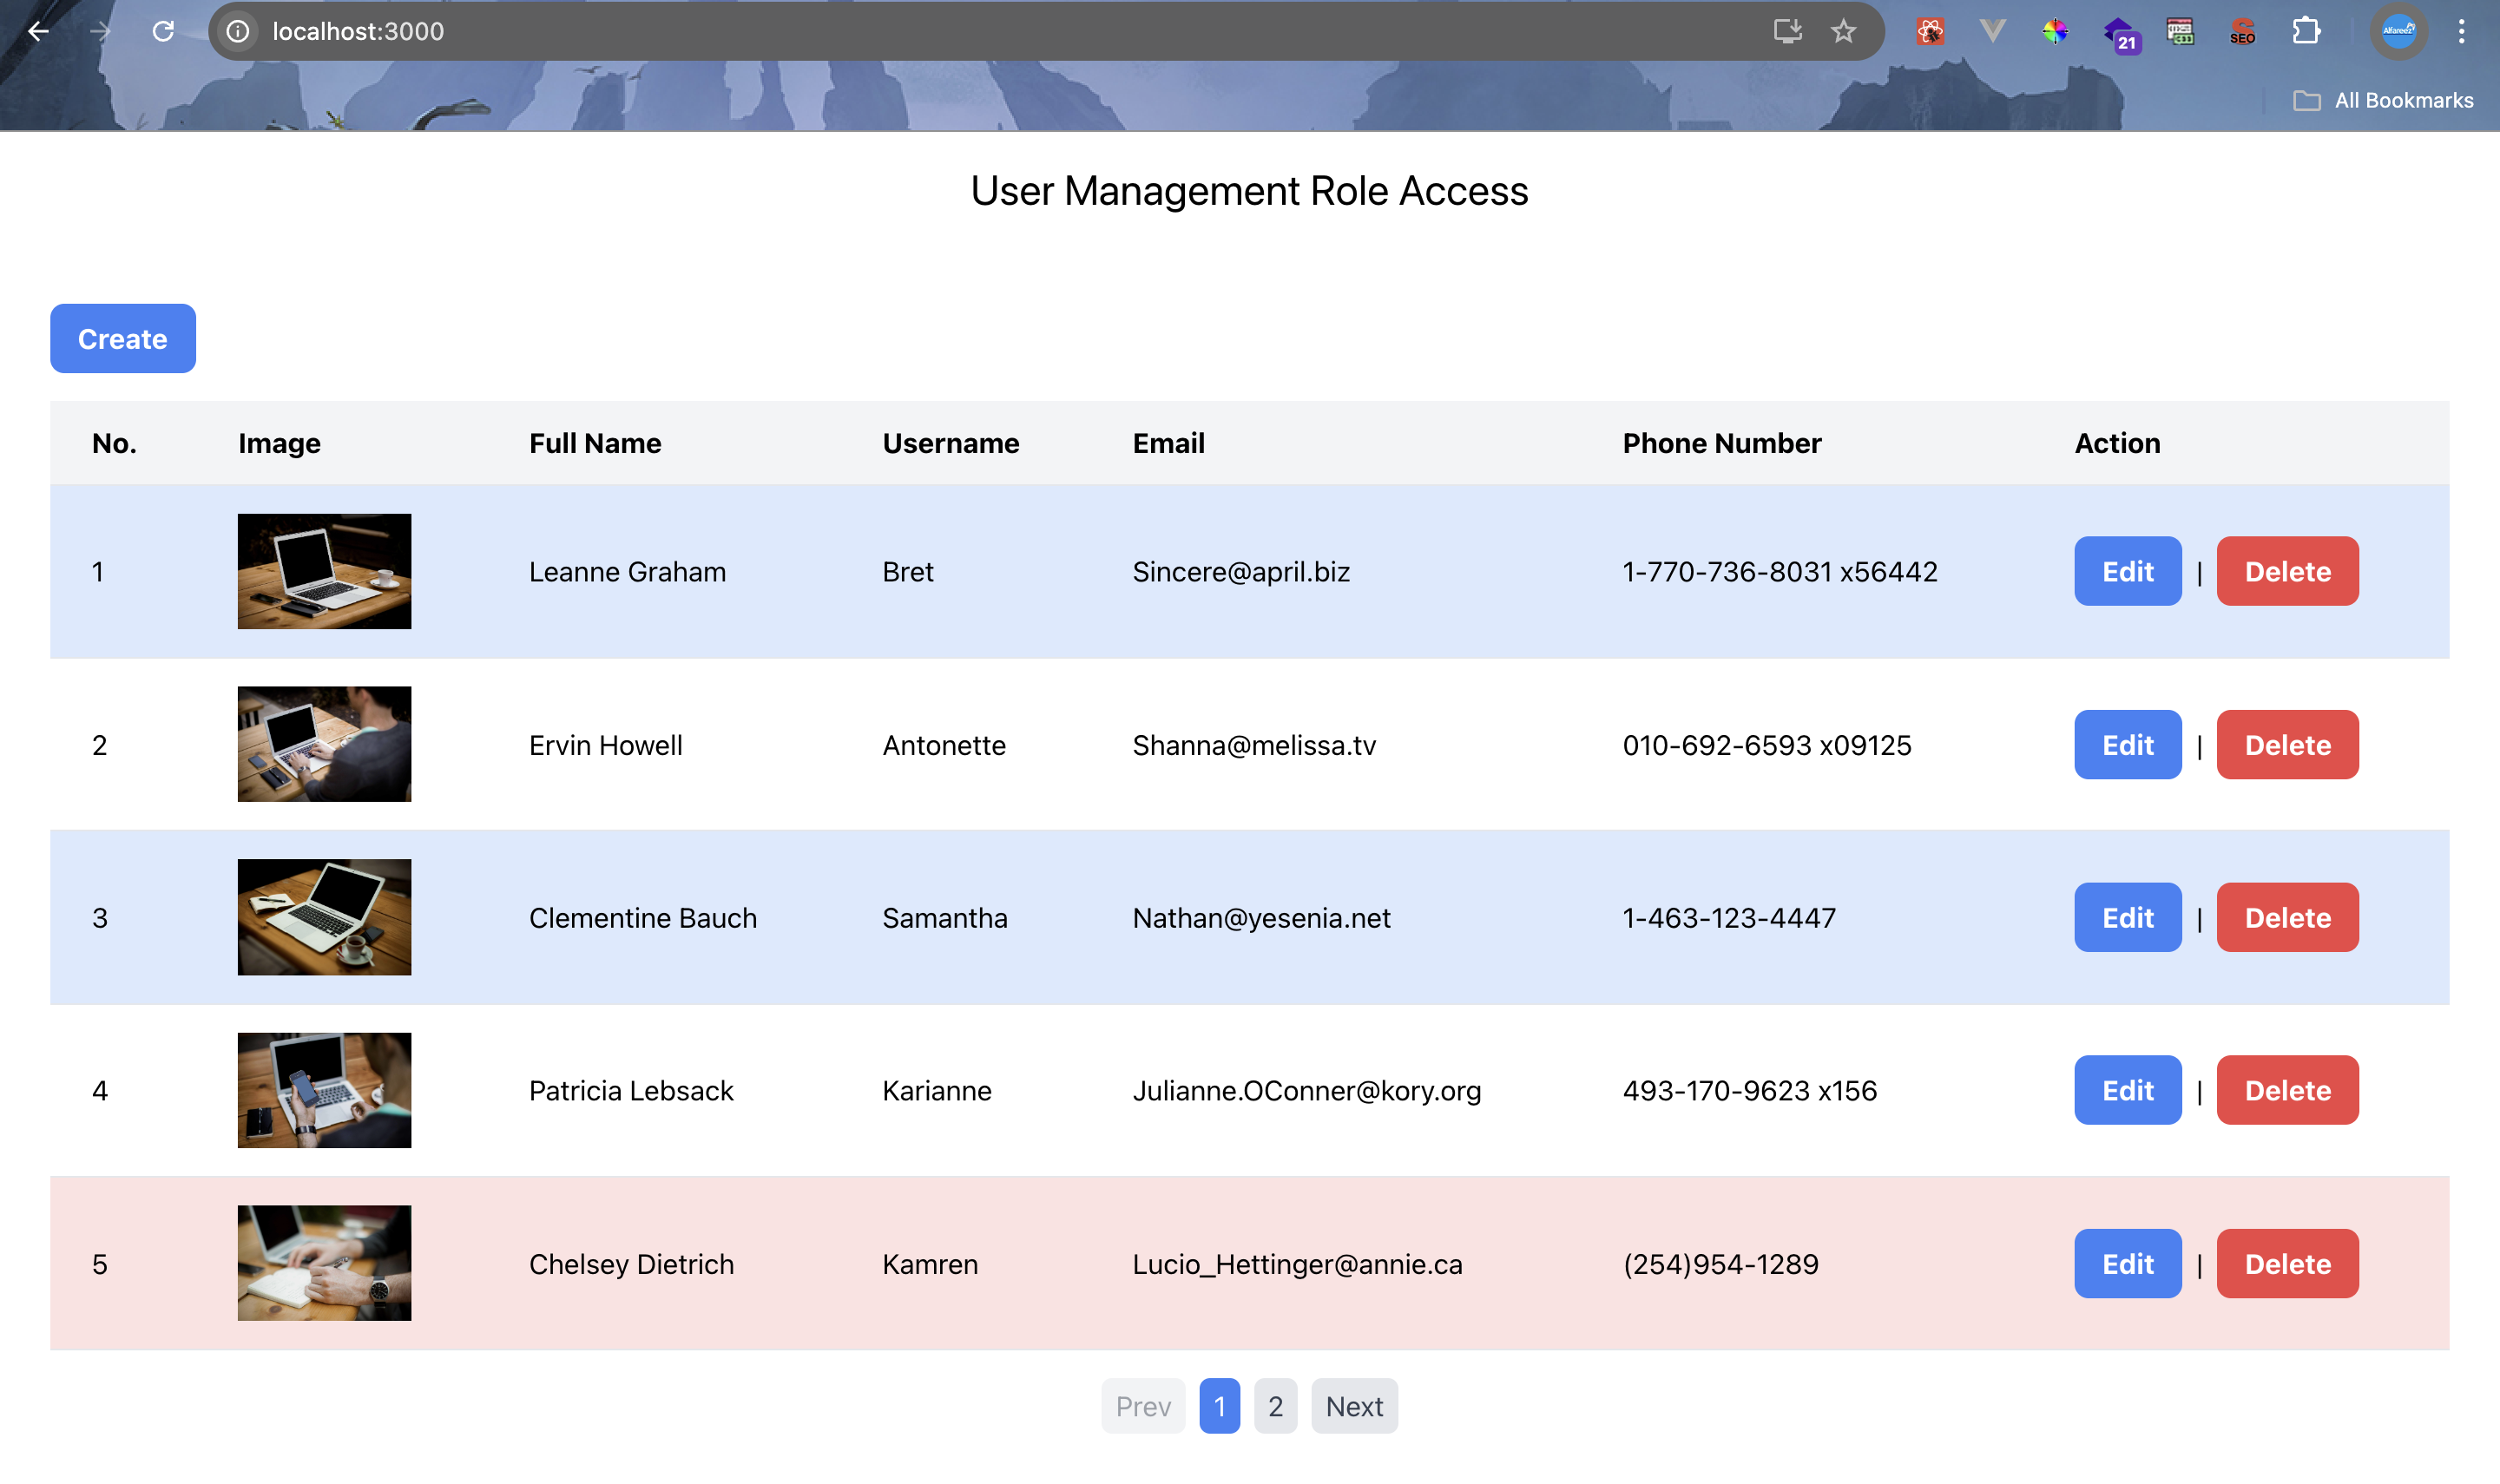 localhost:3000
21
SEO
Alfareez
All Bookmarks
User Management Role Access
Create
No. Image Full Name Username Email Phone Number Action
1 Leanne Graham Bret Sincere@april.biz 1-770-736-8031 x56442 Edit | Delete
2 Ervin Howell Antonette Shanna@melissa.tv 010-692-6593 x09125 Edit | Delete
3 Clementine Bauch Samantha Nathan@yesenia.net 1-463-123-4447 Edit | Delete
4 Patricia Lebsack Karianne Julianne.OConner@kory.org 493-170-9623 x156 Edit | Delete
5 Chelsey Dietrich Kamren Lucio_Hettinger@annie.ca (254)954-1289 Edit | Delete
Prev 1 2 Next